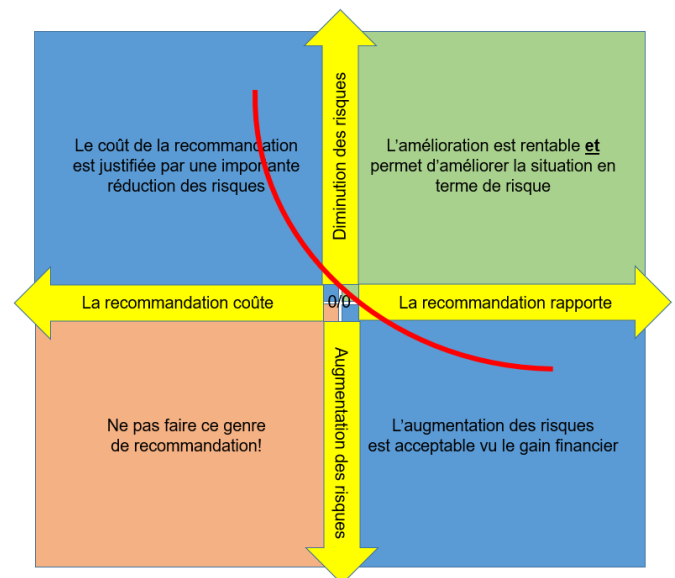 Le coût de la recommandation
est justifiée par une importante
réduction des risques
Diminution des risques
L'amélioration est rentable et
permet d'améliorer la situation en
terme de risque
La recommandation coûte
0/0
La recommandation rapporte
Ne pas faire ce genre
de recommandation!
Augmentation des risques
L'augmentation des risques
est acceptable vu le gain financier